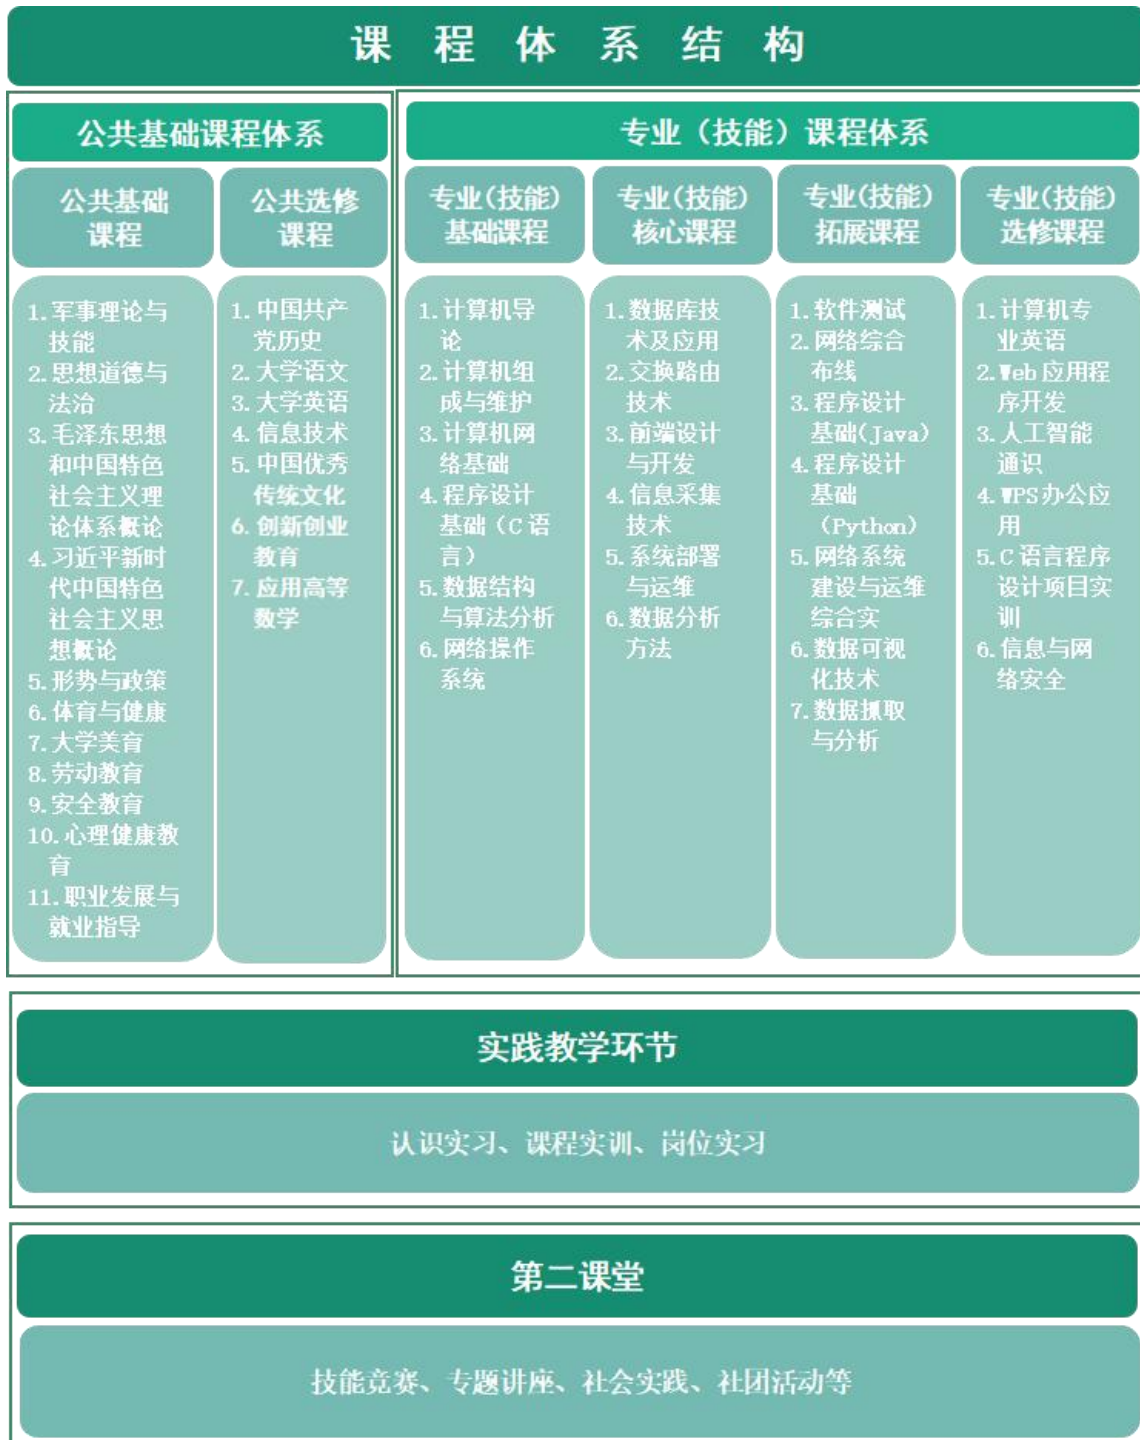 课程体系结构
公共基础课程体系
公共基础
课程
公共选修
课程
1.军事理论与
技能
2.思想道德与
法治
3.毛泽东思想
和中国特色
社会主义理
论体系概论
4.习近平新时
代中国特色
社会主义思
想概论
5.形势与政策
6.体育与健康
7.大学美育
8.劳动教育
9.安全教育
10.心理健康教
育
11.职业发展与
就业指导
1.中国共产
党历史
2.大学语文
3.大学英语
4.信息技术
5.中国优秀
传统文化
6.创新创业
教育
7.应用高等
数学
专业（技能）课程体系
专业(技能)
基础课程
专业(技能)
核心课程
专业(技能)
拓展课程
专业(技能)
选修课程
1.计算机导
论
2.计算机组
成与维护
3.计算机网
络基础
4.程序设计
基础（C语
言）
5.数据结构
与算法分析
6.网络操作
系统
1.数据库技
术及应用
2.交换路由
技术
3.前端设计
与开发
4.信息采集
技术
5.系统部署
与运维
6.数据分析
方法
1.软件测试
2.网络综合
布线
3.程序设计
基础(Java)
4.程序设计
基础
（Python）
5.网络系统
建设与运维
综合实
6.数据可视
化技术
7.数据抓取
与分析
1.计算机专
业英语
2.Web应用程
序开发
3.人工智能
通识
4.WPS办公应
用
5.C语言程序
设计项目实
训
6.信息与网
络安全
实践教学环节
认识实习、课程实训、岗位实习
第二课堂
技能竞赛、专题讲座、社会实践、社团活动等